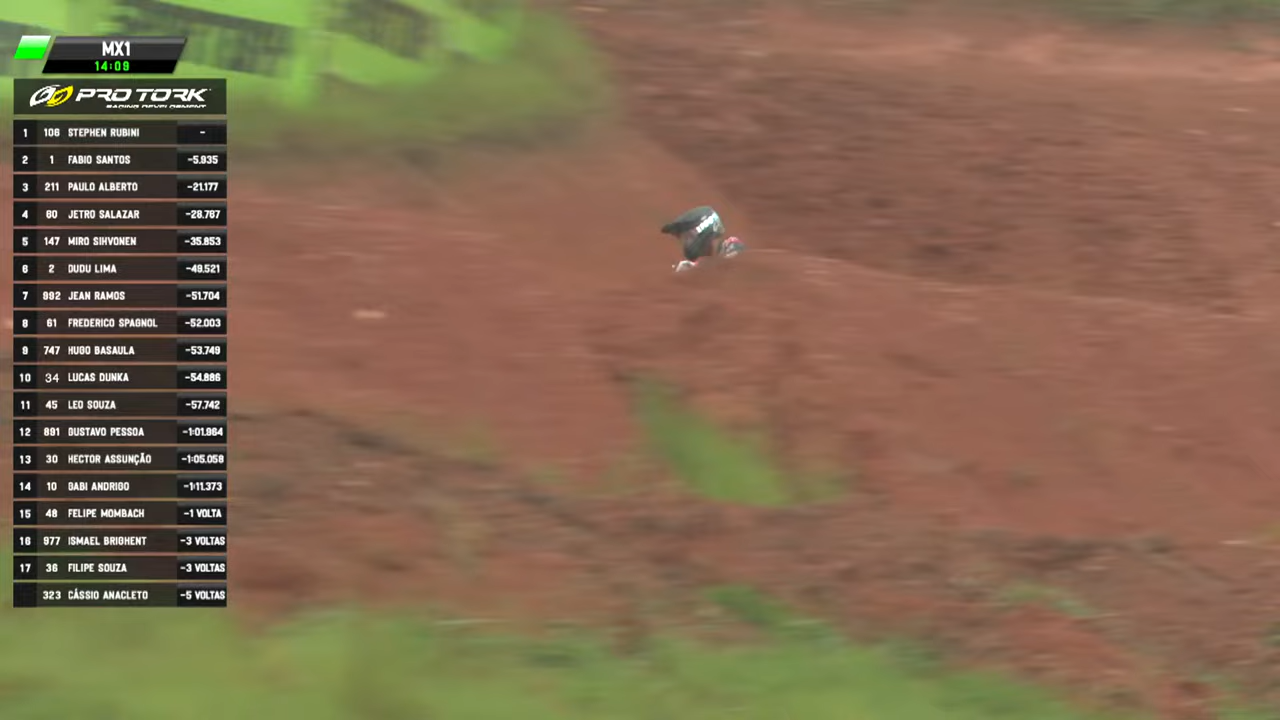 MX1
14:09
PRO TORK
RACING DEVELOPMENT
1 106 STEPHEN RUBINI -
2 1 FABIO SANTOS -5.935
3 211 PAULO ALBERTO -21.177
4 60 JETRO SALAZAR -28.767
5 147 MIRO SIHVONEN -35.853
6 2 DUDU LIMA -49.521
7 992 JEAN RAMOS -51.704
8 61 FREDERICO SPAGNOL -52.003
9 747 HUGO BASAULA -53.749
10 34 LUCAS DUNKA -54.886
11 45 LEO SOUZA -57.742
12 891 GUSTAVO PESSOA -1:01.964
13 30 HECTOR ASSUNÇÃO -1:05.058
14 10 GABI ANDRIGO -1:11.373
15 48 FELIPE MOMBACH -1 VOLTA
16 977 ISMAEL BRIGHENT -3 VOLTAS
17 36 FILIPE SOUZA -3 VOLTAS
323 CÁSSIO ANACLETO -5 VOLTAS